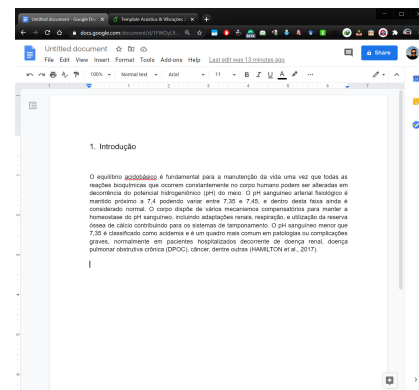 Untitled document - Google Do
Template Acústica & Vibrações
docs.google.com/document/d/1FWOyL9...
Untitled document
File Edit View Insert Format Tools Add-ons Help Last edit was 13 minutes ago
Share
100% Normal text Arial 11 B I U A
1. Introdução
O equilíbrio acidobásico é fundamental para a manutenção da vida uma vez que todas as
reações bioquímicas que ocorrem constantemente no corpo humano podem ser alteradas em
decorrência do potencial hidrogeniônico (pH) do meio. O pH sanguíneo arterial fisiológico é
mantido próximo a 7,4 podendo variar entre 7,35 e 7,45, e dentro desta faixa ainda é
considerado normal. O corpo dispõe de vários mecanismos compensatórios para manter a
homeostase do pH sanguíneo, incluindo adaptações renais, respiração, e utilização da reserva
óssea de cálcio contribuindo para os sistemas de tamponamento. O pH sanguíneo menor que
7,35 é classificado como acidemia e é um quadro mais comum em patologias ou complicações
graves, normalmente em pacientes hospitalizados decorrente de doença renal, doença
pulmonar obstrutiva crônica (DPOC), câncer, dentre outras (HAMILTON et al., 2017).